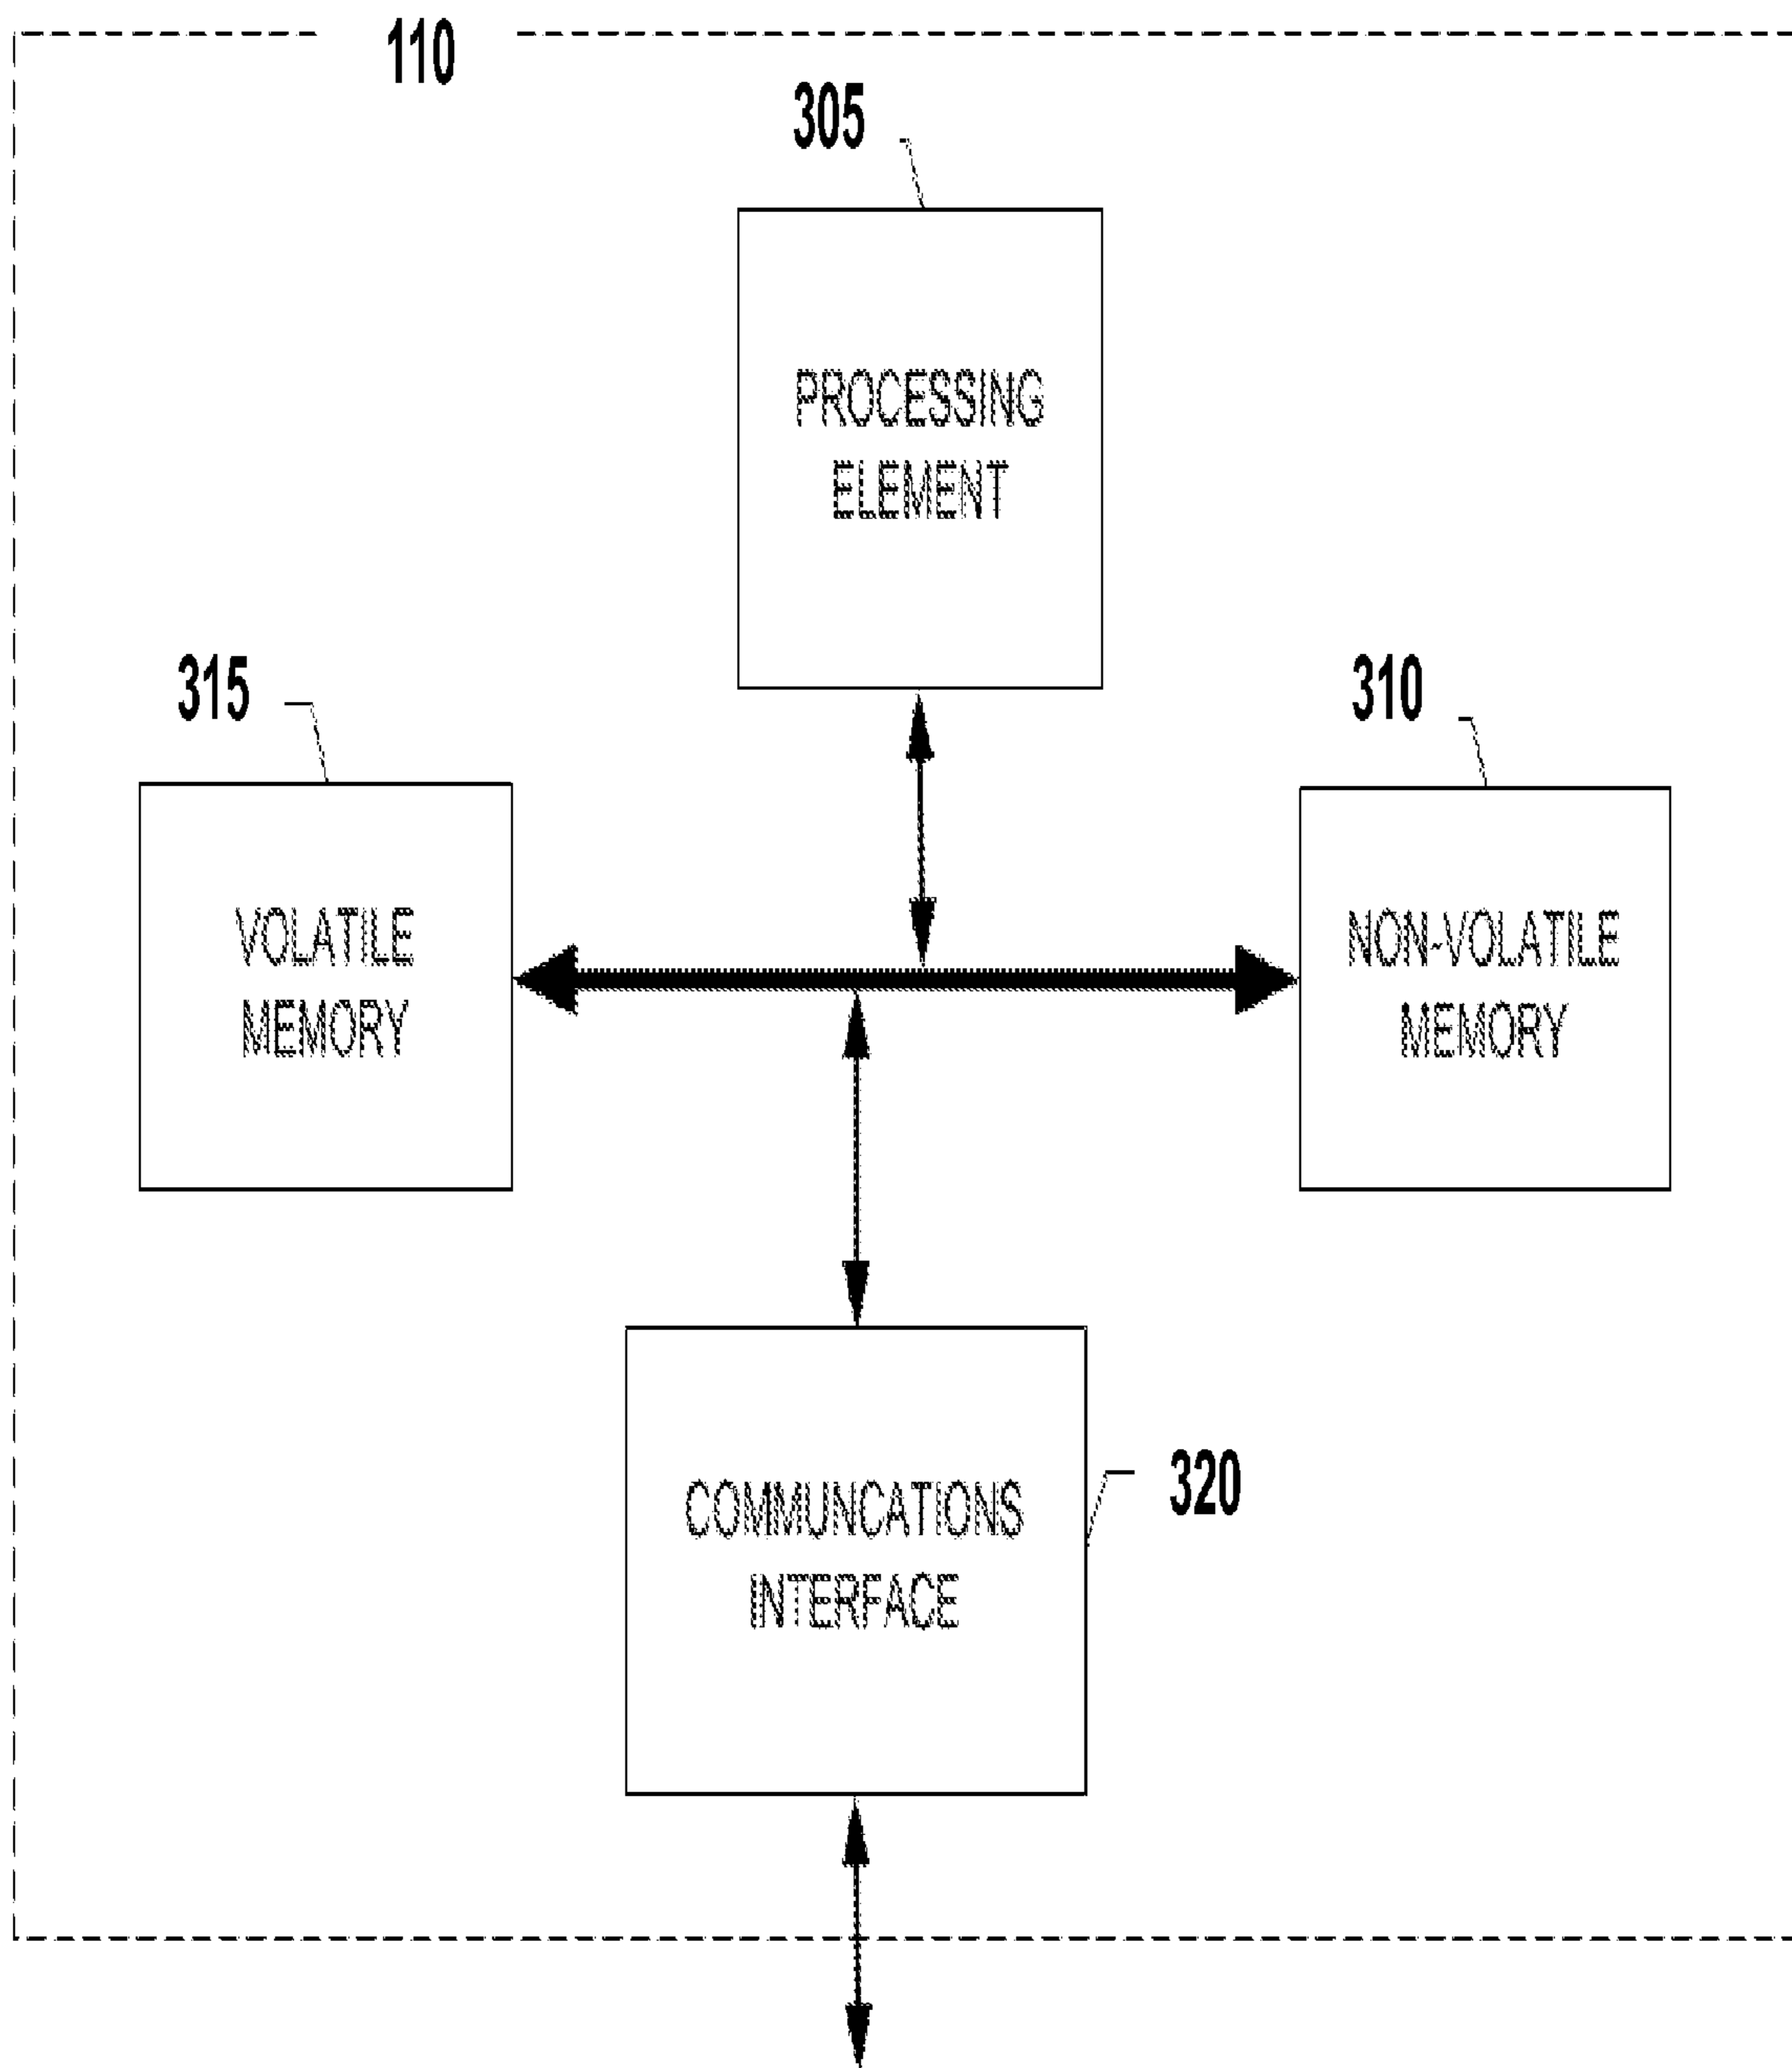 110
305
PROCESSING
ELEMENT
315
310
VOLATILE
MEMORY
NON-VOLATILE
MEMORY
COMMUNCATIONS
INTERFACE
320